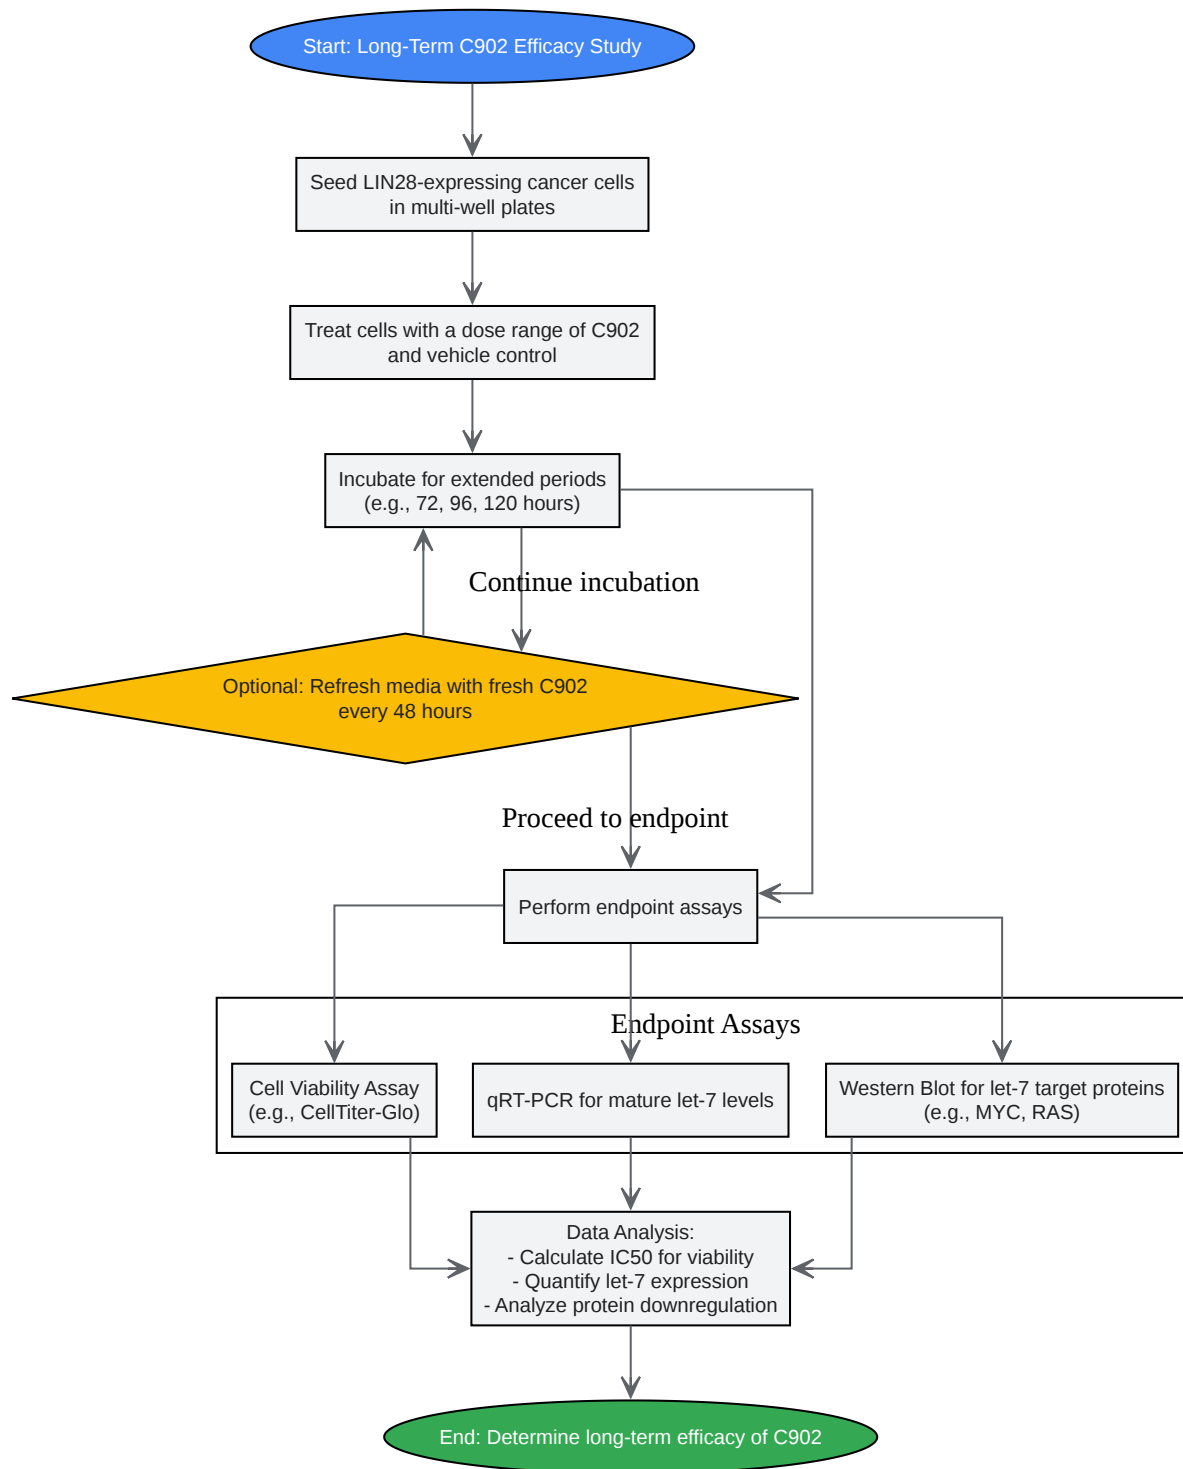 Start: Long-Term C902 Efficacy Study
Seed LIN28-expressing cancer cells
in multi-well plates
Treat cells with a dose range of C902
and vehicle control
Incubate for extended periods
(e.g., 72, 96, 120 hours)
Continue incubation
Optional: Refresh media with fresh C902
every 48 hours
Proceed to endpoint
Perform endpoint assays
Endpoint Assays
Cell Viability Assay
(e.g., CellTiter-Glo)
qRT-PCR for mature let-7 levels
Western Blot for let-7 target proteins
(e.g., MYC, RAS)
Data Analysis:
- Calculate IC50 for viability
- Quantify let-7 expression
- Analyze protein downregulation
End: Determine long-term efficacy of C902